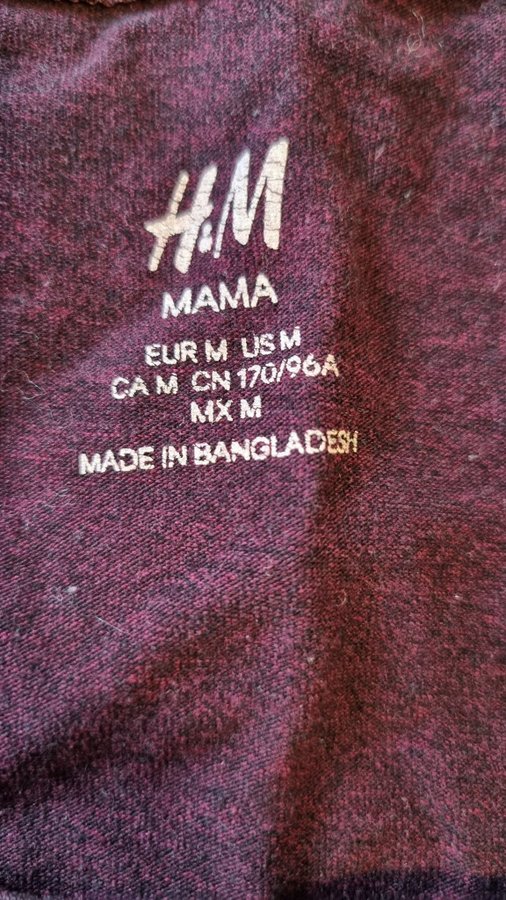 H&M
MAMA
EUR M US M
CA M CN 170/96A
MX M
MADE IN BANGLADESH